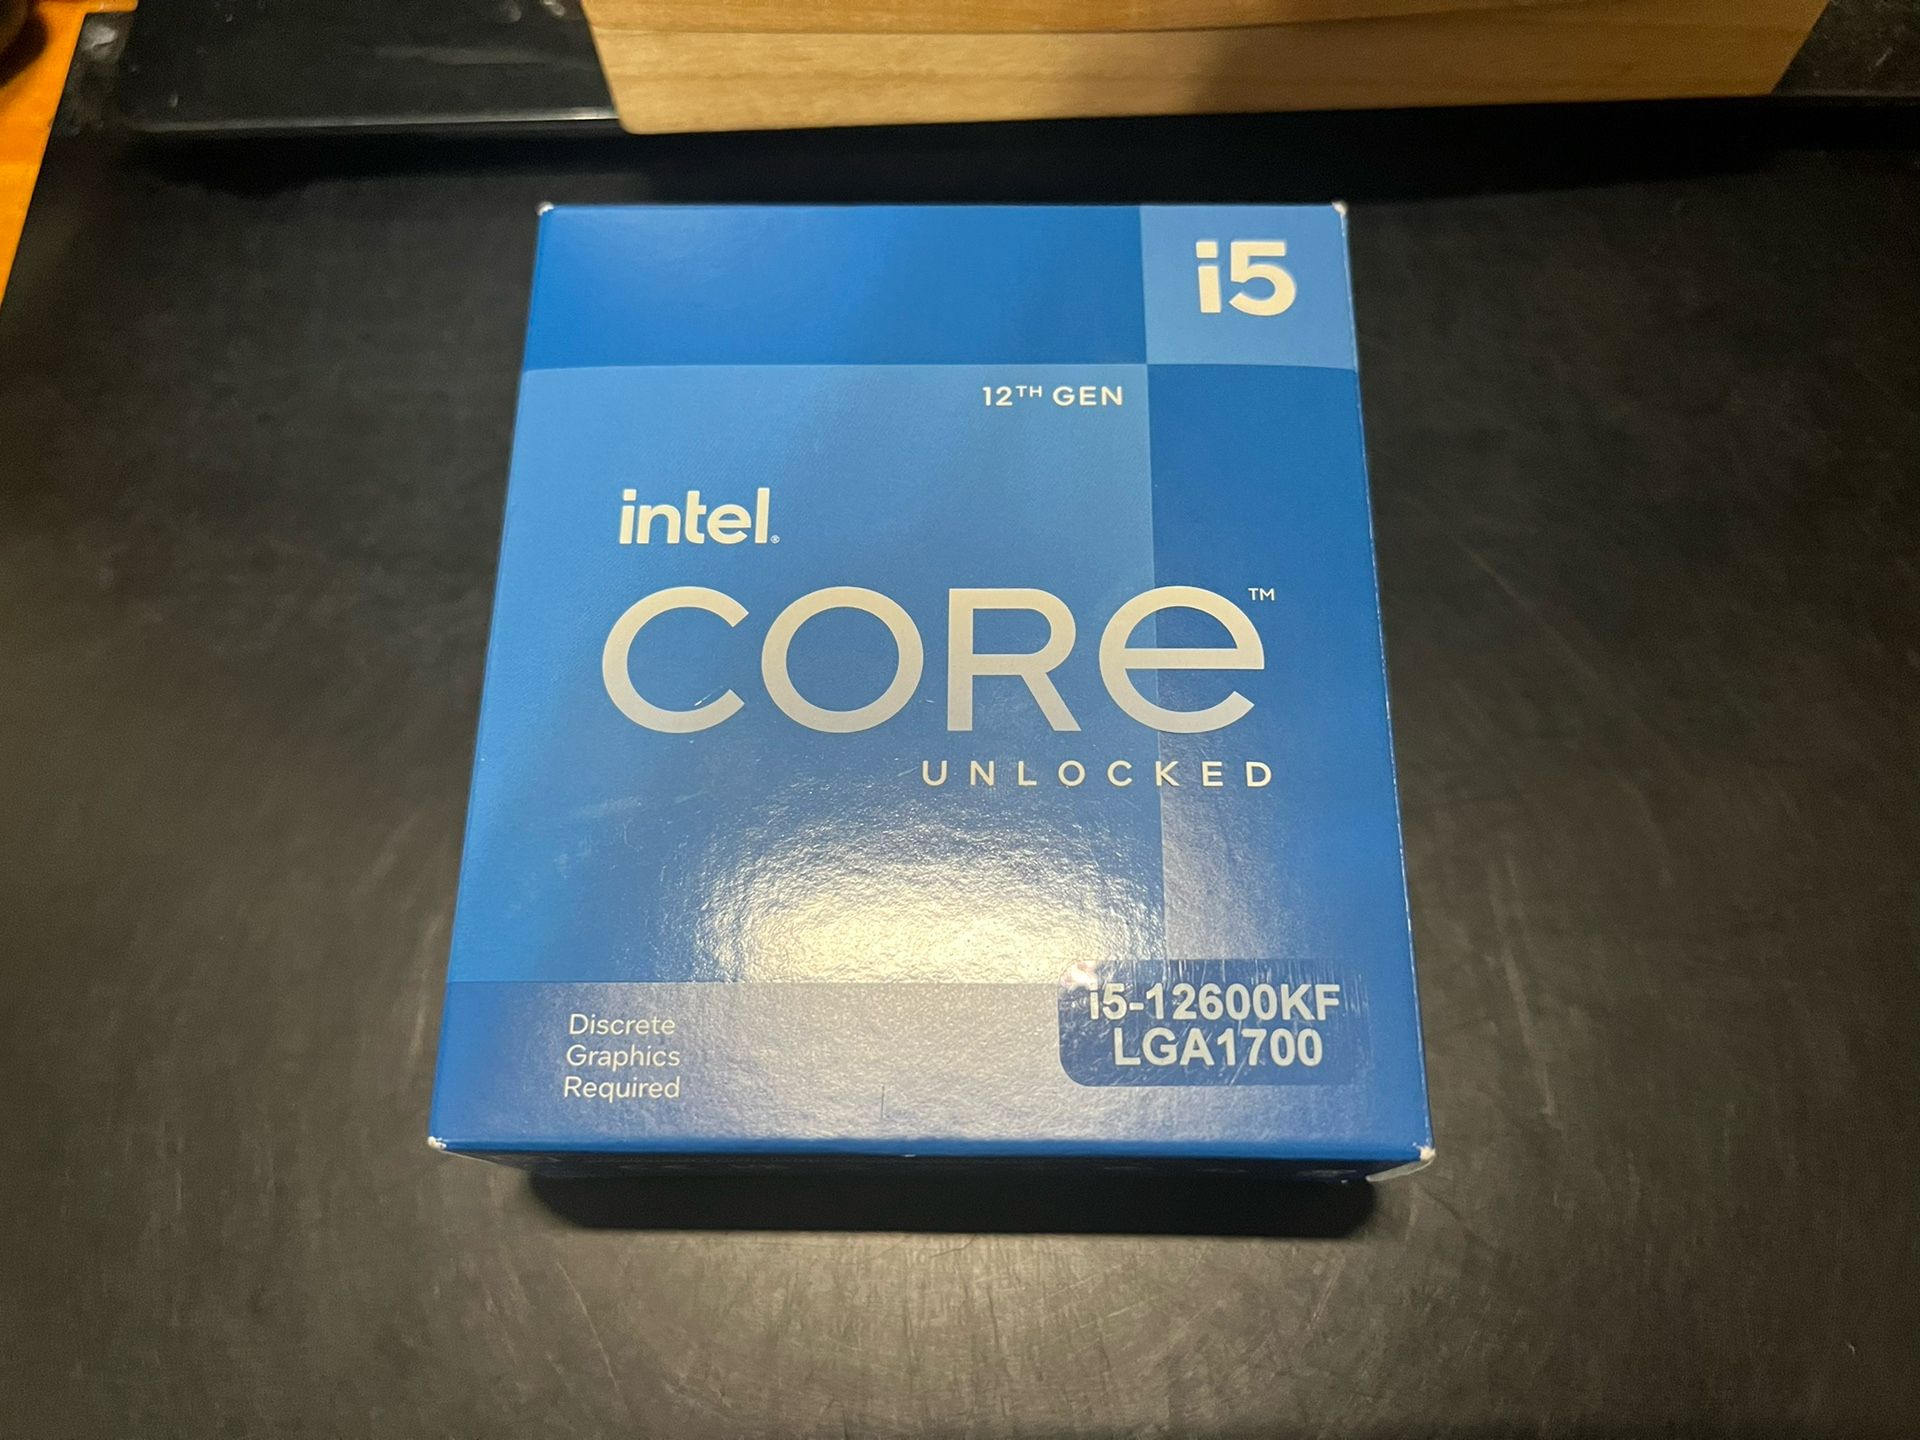 i5
12TH GEN
intel®
CORE™
UNLOCKED
i5-12600KF
LGA1700
Discrete
Graphics
Required